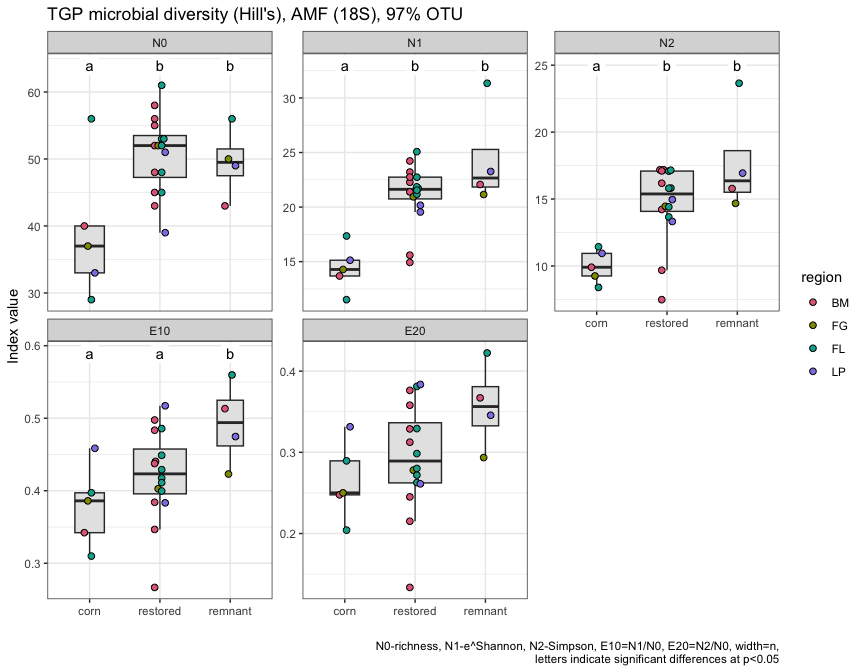 TGP microbial diversity (Hill's), AMF (18S), 97% OTU
N0
N1
N2
a b b
a b b
a b b
60
50
40
30
30
25
20
15
25
20
15
10
corn restored remnant
Index value
E10
E20
a a b
0.6
0.5
0.4
0.3
0.4
0.3
0.2
corn restored remnant
corn restored remnant
region
BM
FG
FL
LP
N0-richness, N1-e^Shannon, N2-Simpson, E10=N1/N0, E20=N2/N0, width=n,
letters indicate significant differences at p<0.05